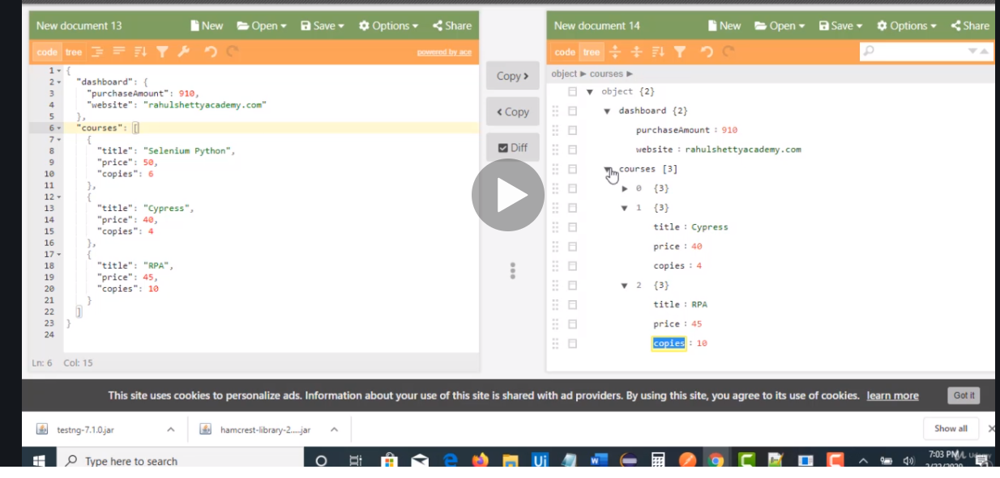 New document 13 New Open Save Options Share
code tree powered by ace
1 {
2 "dashboard": {
3 "purchaseAmount": 910,
4 "website": "rahulshettyacademy.com"
5 },
6 "courses": [
7 {
8 "title": "Selenium Python",
9 "price": 50,
10 "copies": 6
11 },
12 {
13 "title": "Cypress",
14 "price": 40,
15 "copies": 4
16 },
17 {
18 "title": "RPA",
19 "price": 45,
20 "copies": 10
21 }
22 ]
23 }
24
Ln: 6 Col: 15
Copy >
< Copy
Diff
New document 14 New Open Save Options Share
code tree
object ► courses ►
object {2}
dashboard {2}
purchaseAmount : 910
website : rahulshettyacademy.com
courses [3]
0 {3}
1 {3}
title : Cypress
price : 40
copies : 4
2 {3}
title : RPA
price : 45
copies : 10
This site uses cookies to personalize ads. Information about your use of this site is shared with ad providers. By using this site, you agree to its use of cookies. learn more Got it
testng-7.1.0.jar hamcrest-library-2....jar Show all
Type here to search 7:03 PM